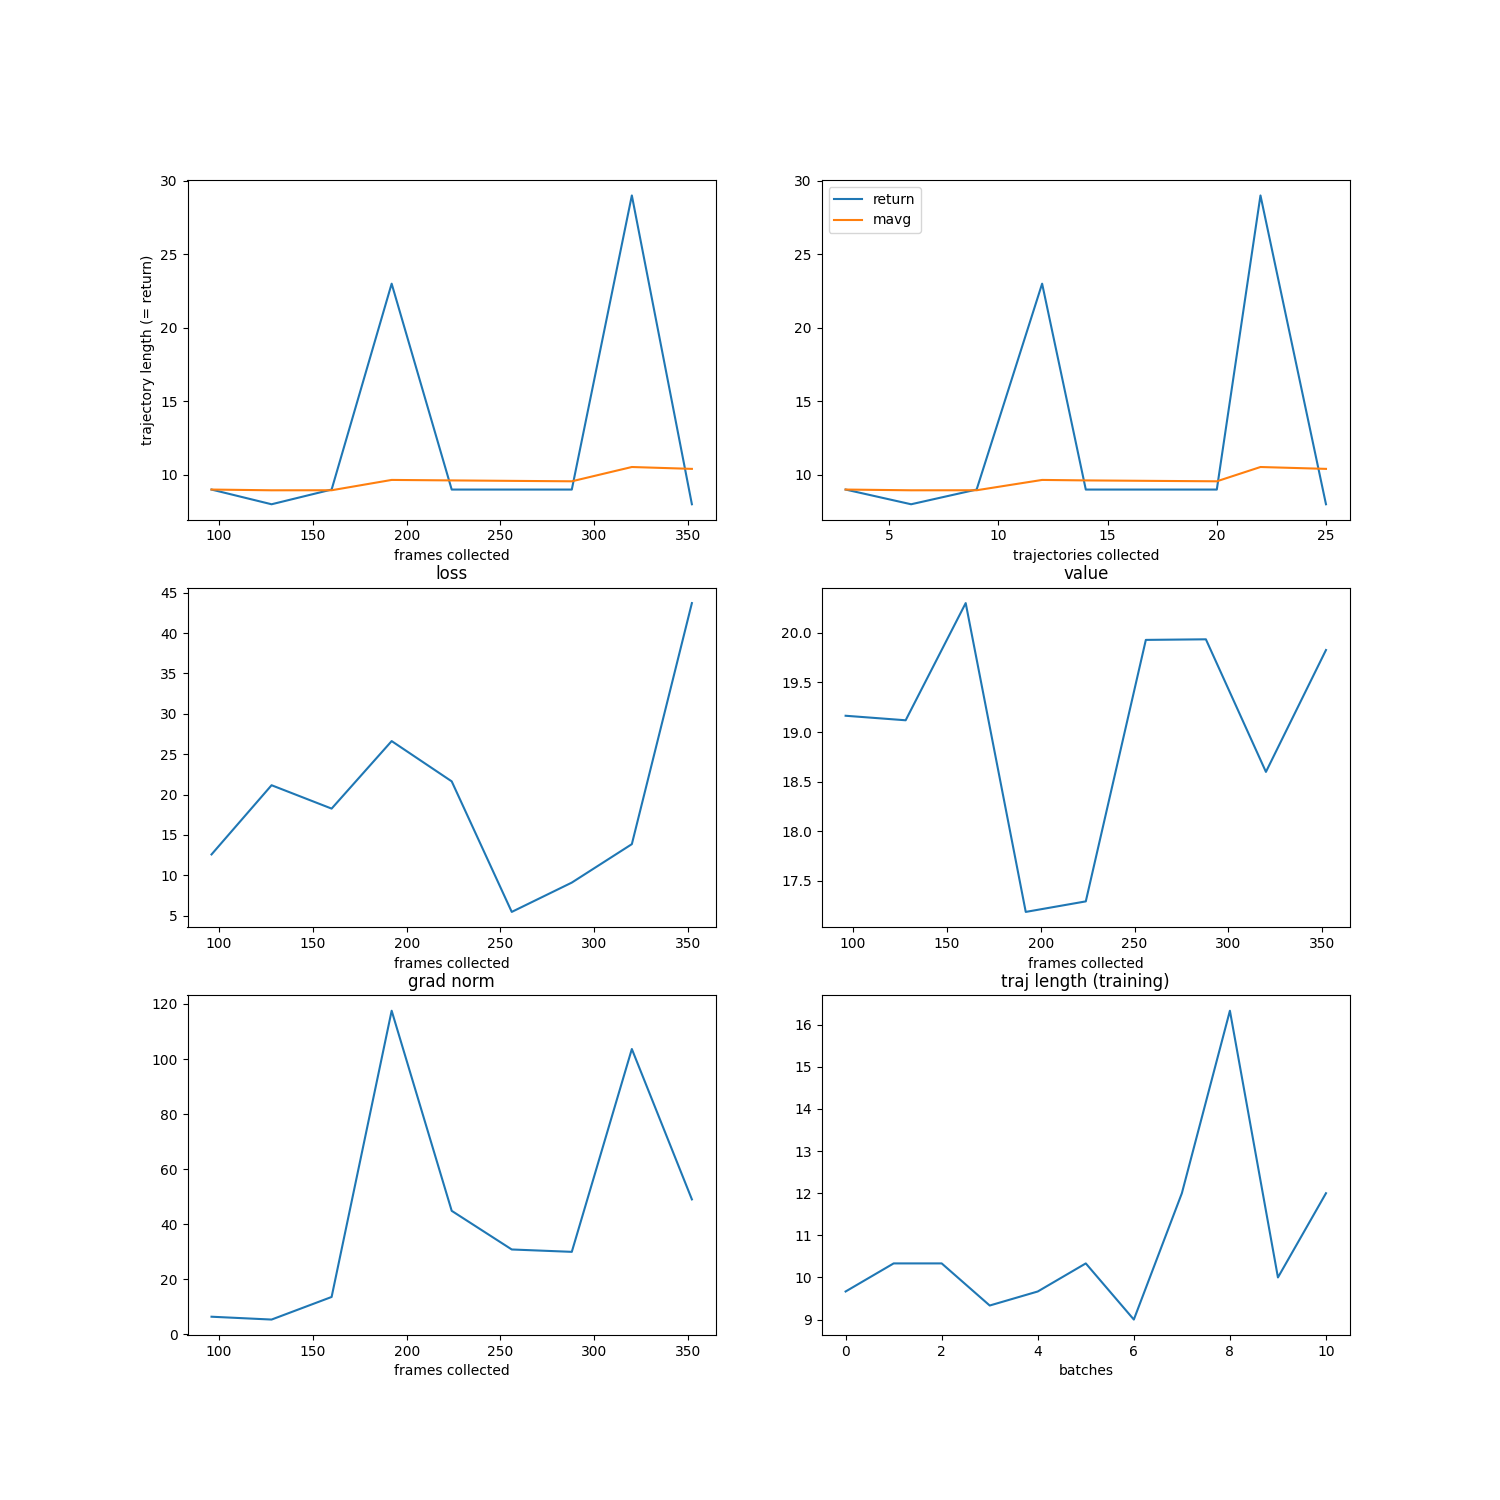 30
25
20
15
10
trajectory length (= return)
100 150 200 250 300 350
frames collected
30
25
20
15
10
return
mavg
5 10 15 20 25
trajectories collected
loss
45
40
35
30
25
20
15
10
5
100 150 200 250 300 350
frames collected
value
20.0
19.5
19.0
18.5
18.0
17.5
100 150 200 250 300 350
frames collected
grad norm
120
100
80
60
40
20
0
100 150 200 250 300 350
frames collected
traj length (training)
16
15
14
13
12
11
10
9
0 2 4 6 8 10
batches